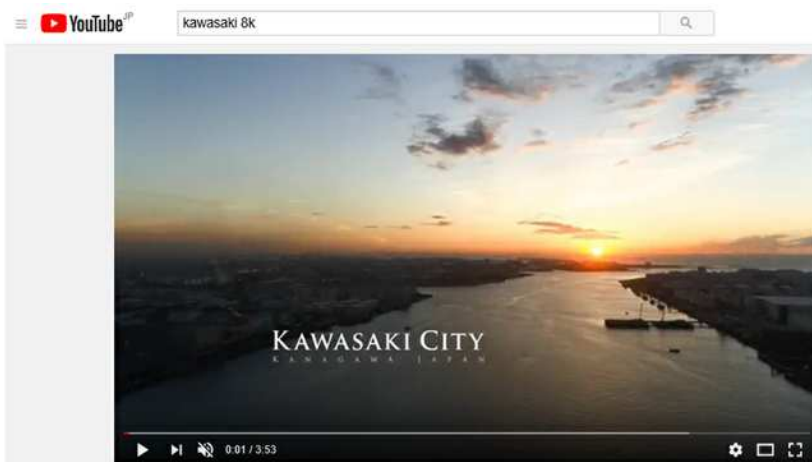 YouTube JP
kawasaki 8k
KAWASAKI CITY
KANAGAWA JAPAN
0:01 / 3:53